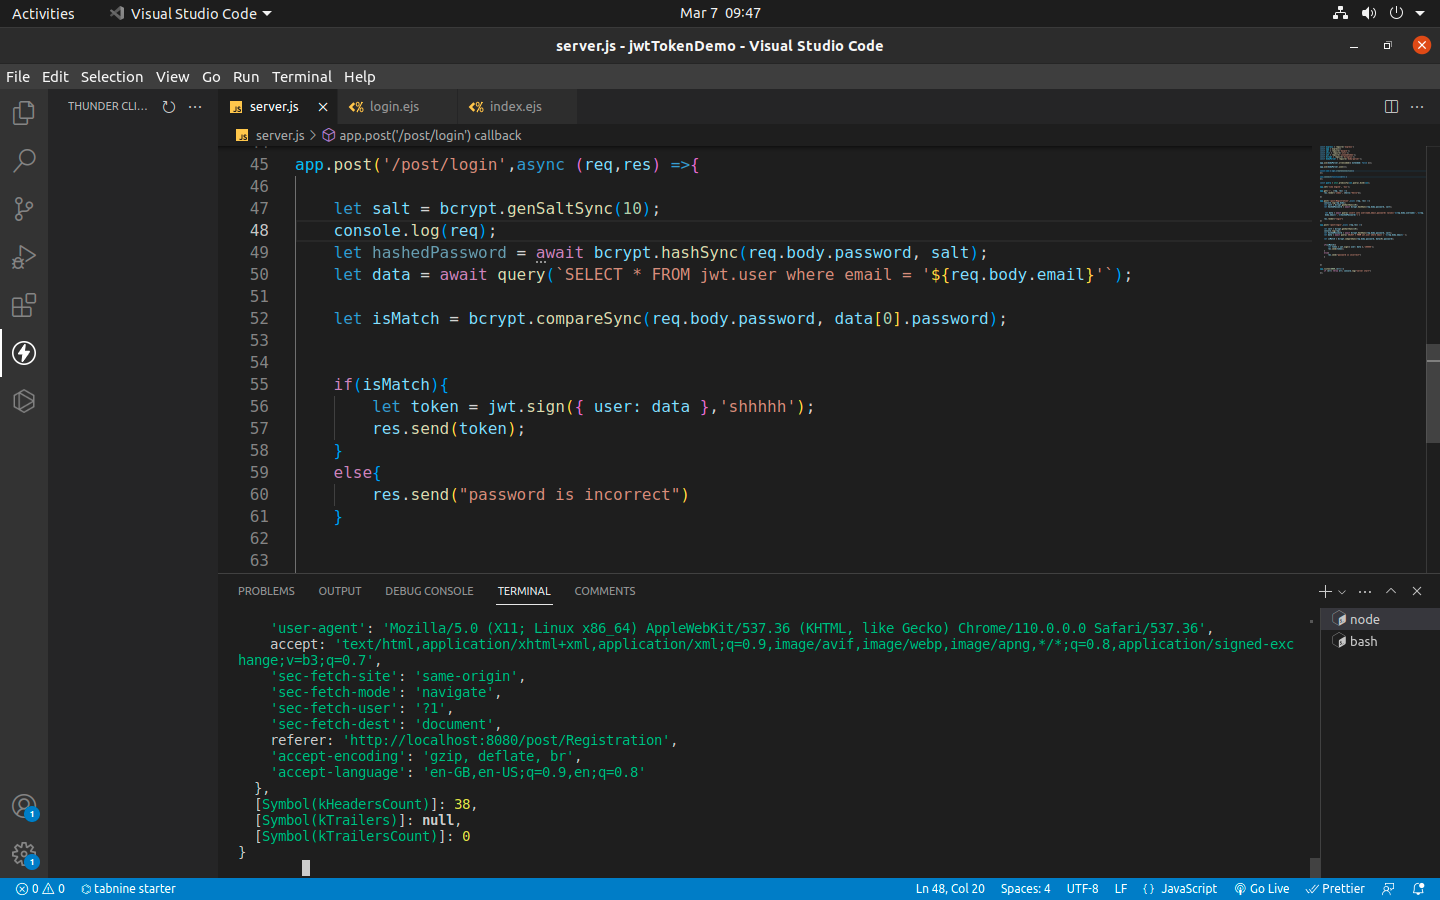 Activities
Visual Studio Code
Mar 7 09:47
server.js - jwtTokenDemo - Visual Studio Code
File Edit Selection View Go Run Terminal Help
THUNDER CLI...
server.js
login.ejs
index.ejs
server.js > app.post('/post/login') callback
45 app.post('/post/login',async (req,res) =>{
46
47 let salt = bcrypt.genSaltSync(10);
48 console.log(req);
49 let hashedPassword = await bcrypt.hashSync(req.body.password, salt);
50 let data = await query(`SELECT * FROM jwt.user where email = '${req.body.email}'`);
51
52 let isMatch = bcrypt.compareSync(req.body.password, data[0].password);
53
54
55 if(isMatch){
56 let token = jwt.sign({ user: data },'shhhhh');
57 res.send(token);
58 }
59 else{
60 res.send("password is incorrect")
61 }
62
63
PROBLEMS OUTPUT DEBUG CONSOLE TERMINAL COMMENTS
'user-agent': 'Mozilla/5.0 (X11; Linux x86_64) AppleWebKit/537.36 (KHTML, like Gecko) Chrome/110.0.0.0 Safari/537.36',
accept: 'text/html,application/xhtml+xml,application/xml;q=0.9,image/avif,image/webp,image/apng,*/*;q=0.8,application/signed-exc
hange;v=b3;q=0.7',
'sec-fetch-site': 'same-origin',
'sec-fetch-mode': 'navigate',
'sec-fetch-user': '?1',
'sec-fetch-dest': 'document',
referer: 'http://localhost:8080/post/Registration',
'accept-encoding': 'gzip, deflate, br',
'accept-language': 'en-GB,en-US;q=0.9,en;q=0.8'
},
[Symbol(kHeadersCount)]: 38,
[Symbol(kTrailers)]: null,
[Symbol(kTrailersCount)]: 0
}
node
bash
1
1
0 0 tabnine starter
Ln 48, Col 20 Spaces: 4 UTF-8 LF {} JavaScript Go Live Prettier